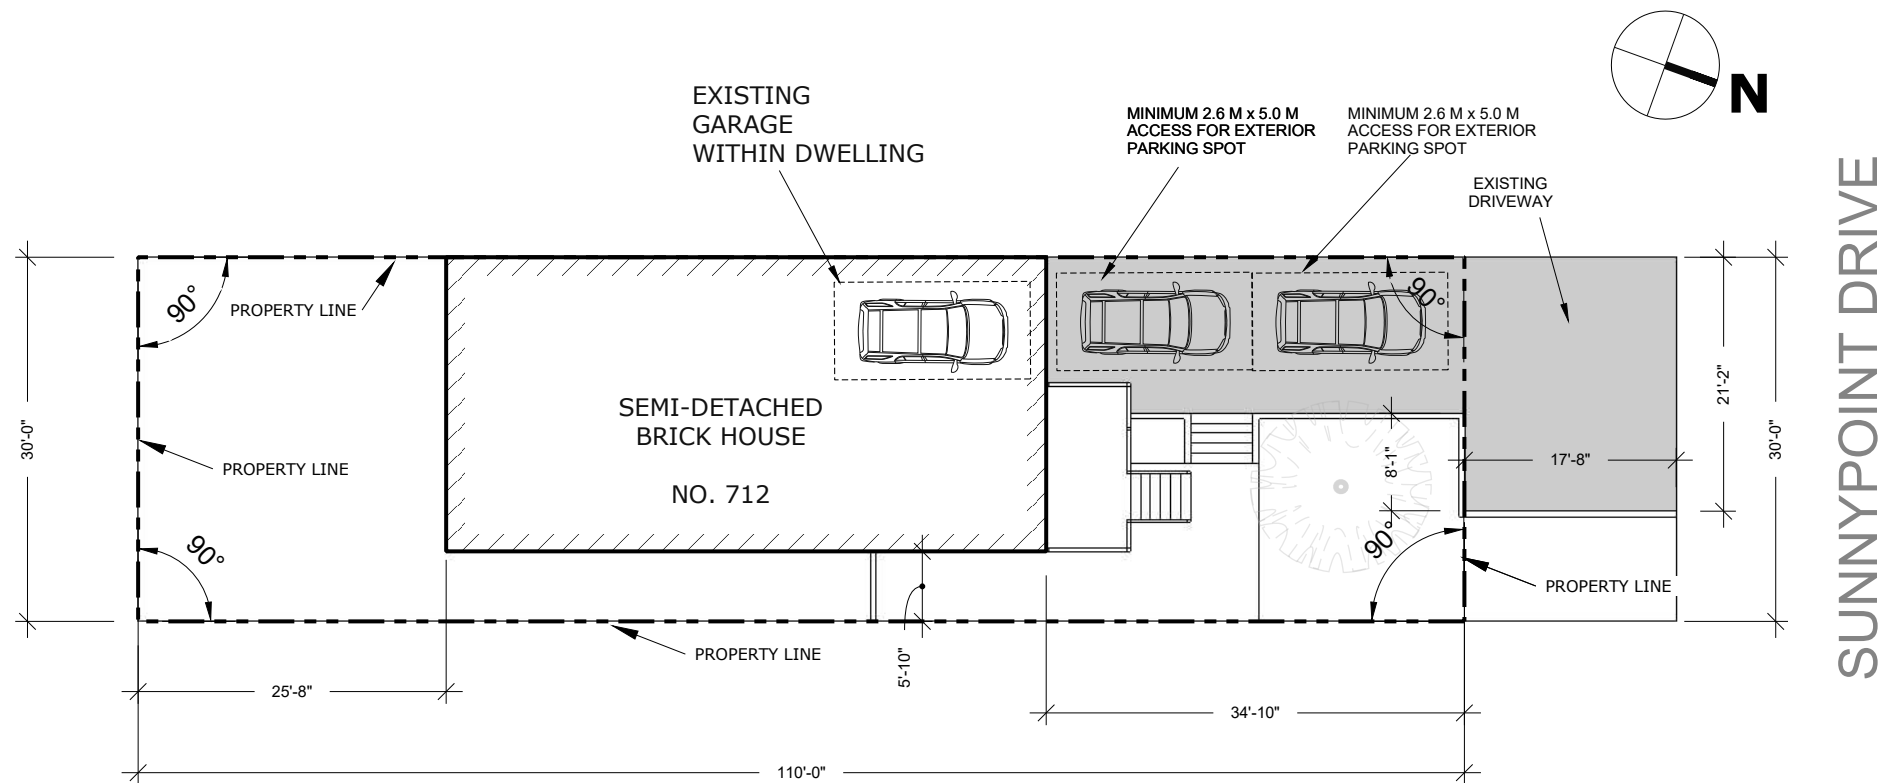 N
EXISTING
GARAGE
WITHIN DWELLING
MINIMUM 2.6 M x 5.0 M
ACCESS FOR EXTERIOR
PARKING SPOT
MINIMUM 2.6 M x 5.0 M
ACCESS FOR EXTERIOR
PARKING SPOT
EXISTING
DRIVEWAY
SUNNYPOINT DRIVE
90°
PROPERTY LINE
90°
30'-0"
SEMI-DETACHED
BRICK HOUSE
NO. 712
PROPERTY LINE
8'-1"
17'-8"
21'-2"
30'-0"
90°
90°
PROPERTY LINE
PROPERTY LINE
5'-10"
25'-8"
34'-10"
110'-0"